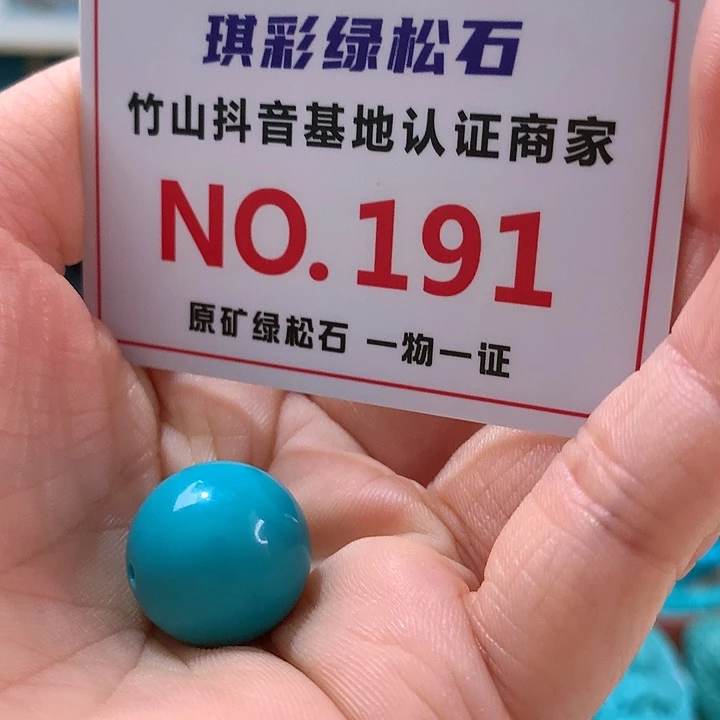 琪彩绿松石
竹山抖音基地认证商家
NO.191
原矿绿松石 一物一证